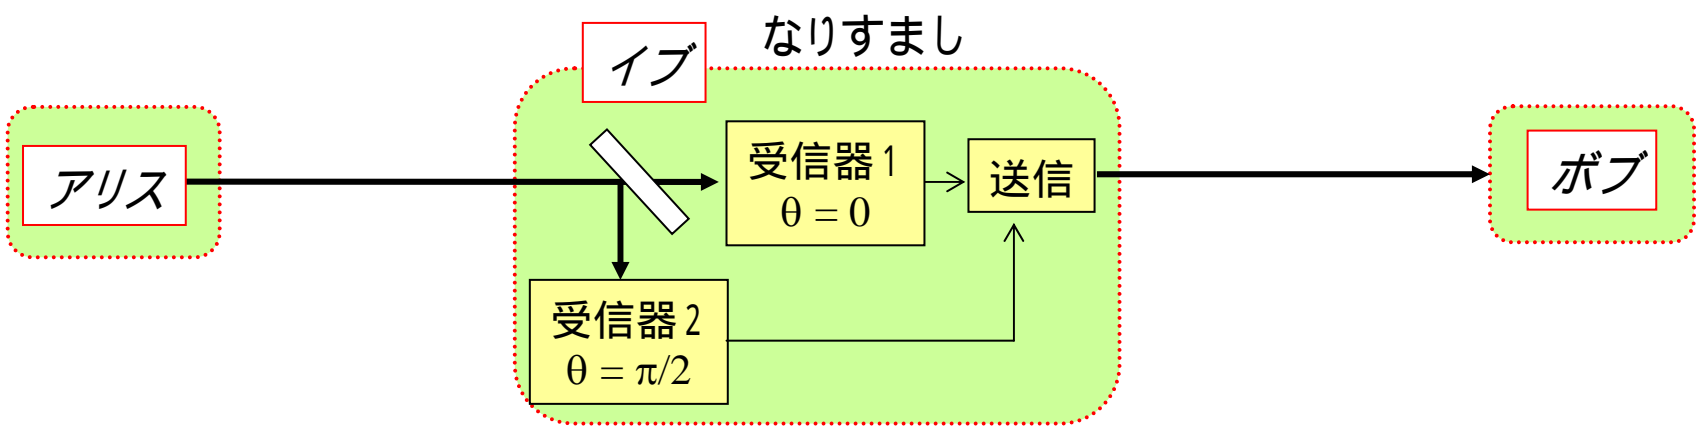 なりすまし
イブ
アリス
受信器1
θ = 0
送信
ボブ
受信器2
θ = π/2